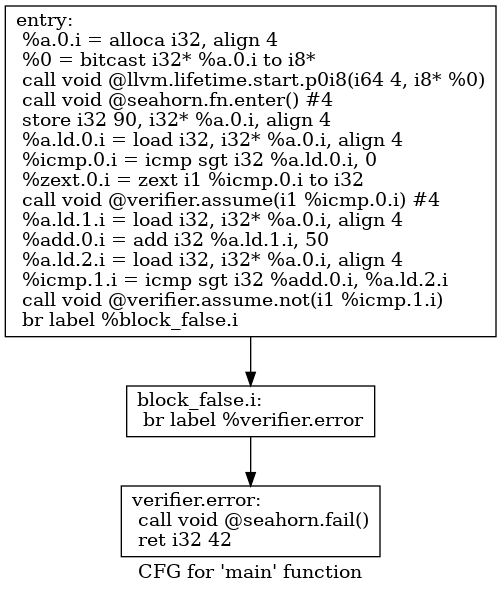 entry:
%a.0.i = alloca i32, align 4
%0 = bitcast i32* %a.0.i to i8*
call void @llvm.lifetime.start.p0i8(i64 4, i8* %0)
call void @seahorn.fn.enter() #4
store i32 90, i32* %a.0.i, align 4
%a.ld.0.i = load i32, i32* %a.0.i, align 4
%icmp.0.i = icmp sgt i32 %a.ld.0.i, 0
%zext.0.i = zext i1 %icmp.0.i to i32
call void @verifier.assume(i1 %icmp.0.i) #4
%a.ld.1.i = load i32, i32* %a.0.i, align 4
%add.0.i = add i32 %a.ld.1.i, 50
%a.ld.2.i = load i32, i32* %a.0.i, align 4
%icmp.1.i = icmp sgt i32 %add.0.i, %a.ld.2.i
call void @verifier.assume.not(i1 %icmp.1.i)
br label %block_false.i
block_false.i:
br label %verifier.error
verifier.error:
call void @seahorn.fail()
ret i32 42
CFG for 'main' function